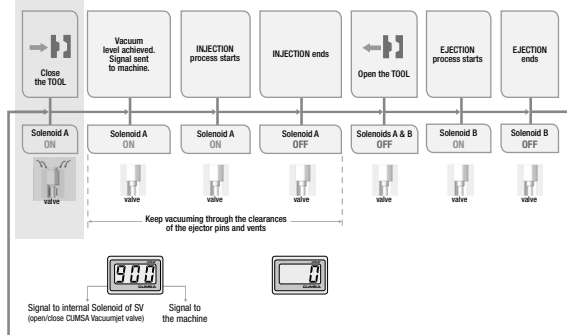 Close
the TOOL
Vacuum
level achieved.
Signal sent
to machine.
INJECTION
process starts
INJECTION ends
Open the TOOL
EJECTION
process starts
EJECTION
ends
Solenoid A
ON
Solenoid A
ON
Solenoid A
ON
Solenoid A
OFF
Solenoids A & B
OFF
Solenoid B
ON
Solenoid B
OFF
valve
valve
valve
valve
valve
valve
valve
Keep vacuuming through the clearances
of the ejector pins and vents
900
CUMSA
0
CUMSA
Signal to internal Solenoid of SV
(open/close CUMSA Vacuumjet valve)
Signal to
the machine